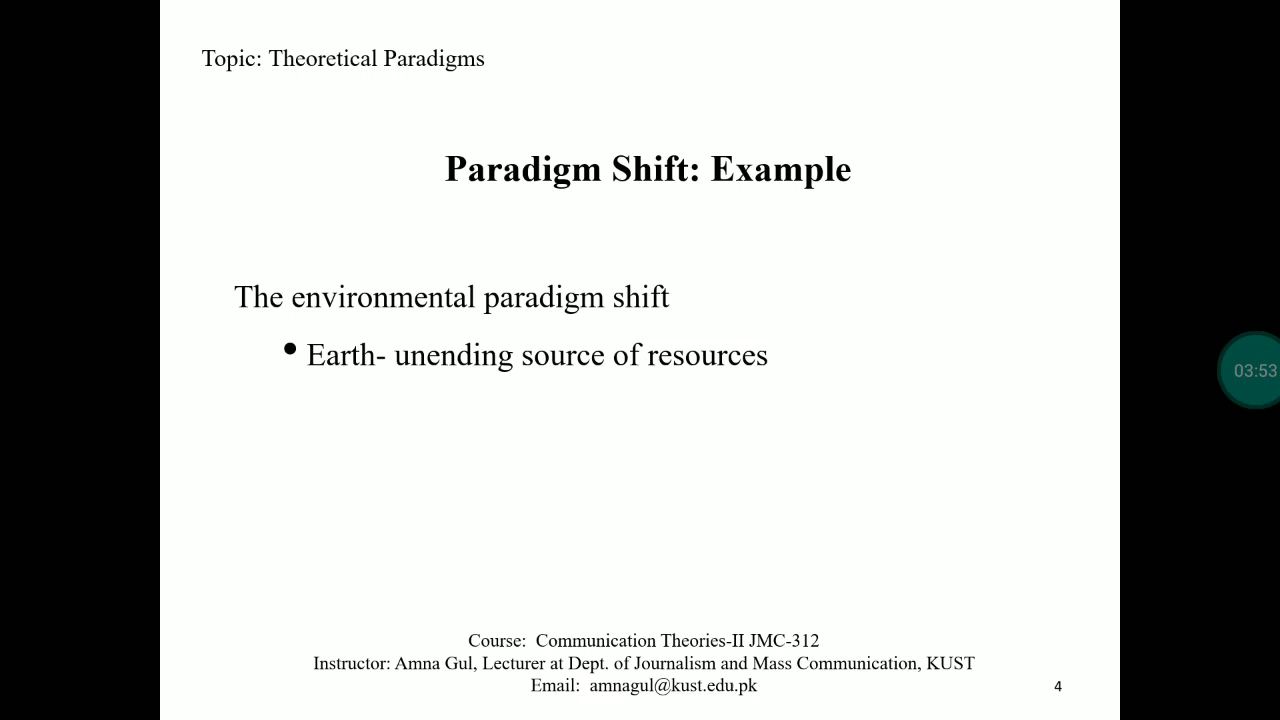 Topic: Theoretical Paradigms
Paradigm Shift: Example
The environmental paradigm shift
• Earth- unending source of resources
03:53
Course:  Communication Theories-II JMC-312
Instructor: Amna Gul, Lecturer at Dept. of Journalism and Mass Communication, KUST
Email:  amnagul@kust.edu.pk
4